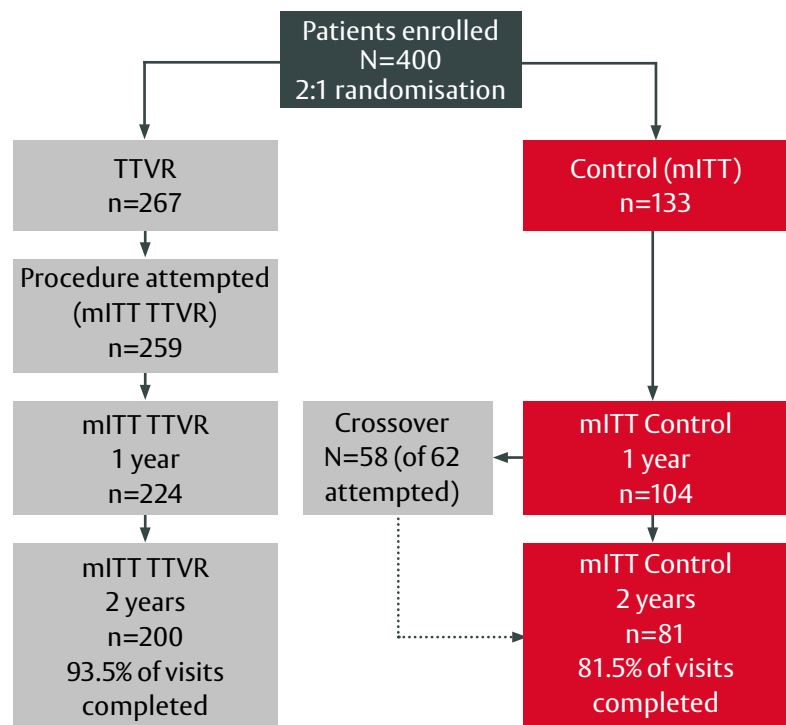 Patients enrolled
N=400
2:1 randomisation
TTVR
n=267
Control (mITT)
n=133
Procedure attempted
(mITT TTVR)
n=259
mITT TTVR
1 year
n=224
Crossover
N=58 (of 62
attempted)
mITT Control
1 year
n=104
mITT TTVR
2 years
n=200
93.5% of visits
completed
mITT Control
2 years
n=81
81.5% of visits
completed